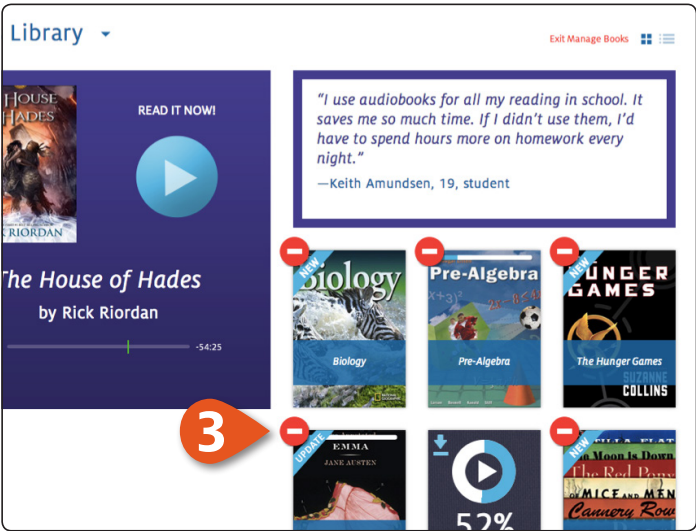 Library
Exit Manage Books
HOUSE
HADES
RIORDAN
READ IT NOW!
The House of Hades
by Rick Riordan
-54:25
“I use audiobooks for all my reading in school. It
saves me so much time. If I didn’t use them, I’d
have to spend hours more on homework every
night.”
—Keith Amundsen, 19, student
NEW
Biology
Biology
Pre-Algebra
Pre-Algebra
NEW
HUNGER
GAMES
The Hunger Games
SUZANNE
COLLINS
3
UPDATE
EMMA
JANE AUSTEN
52%
NEW
TILLA FLAT
Moon Is Down
The Red Pony
OF MICE AND MEN
Cannery Row